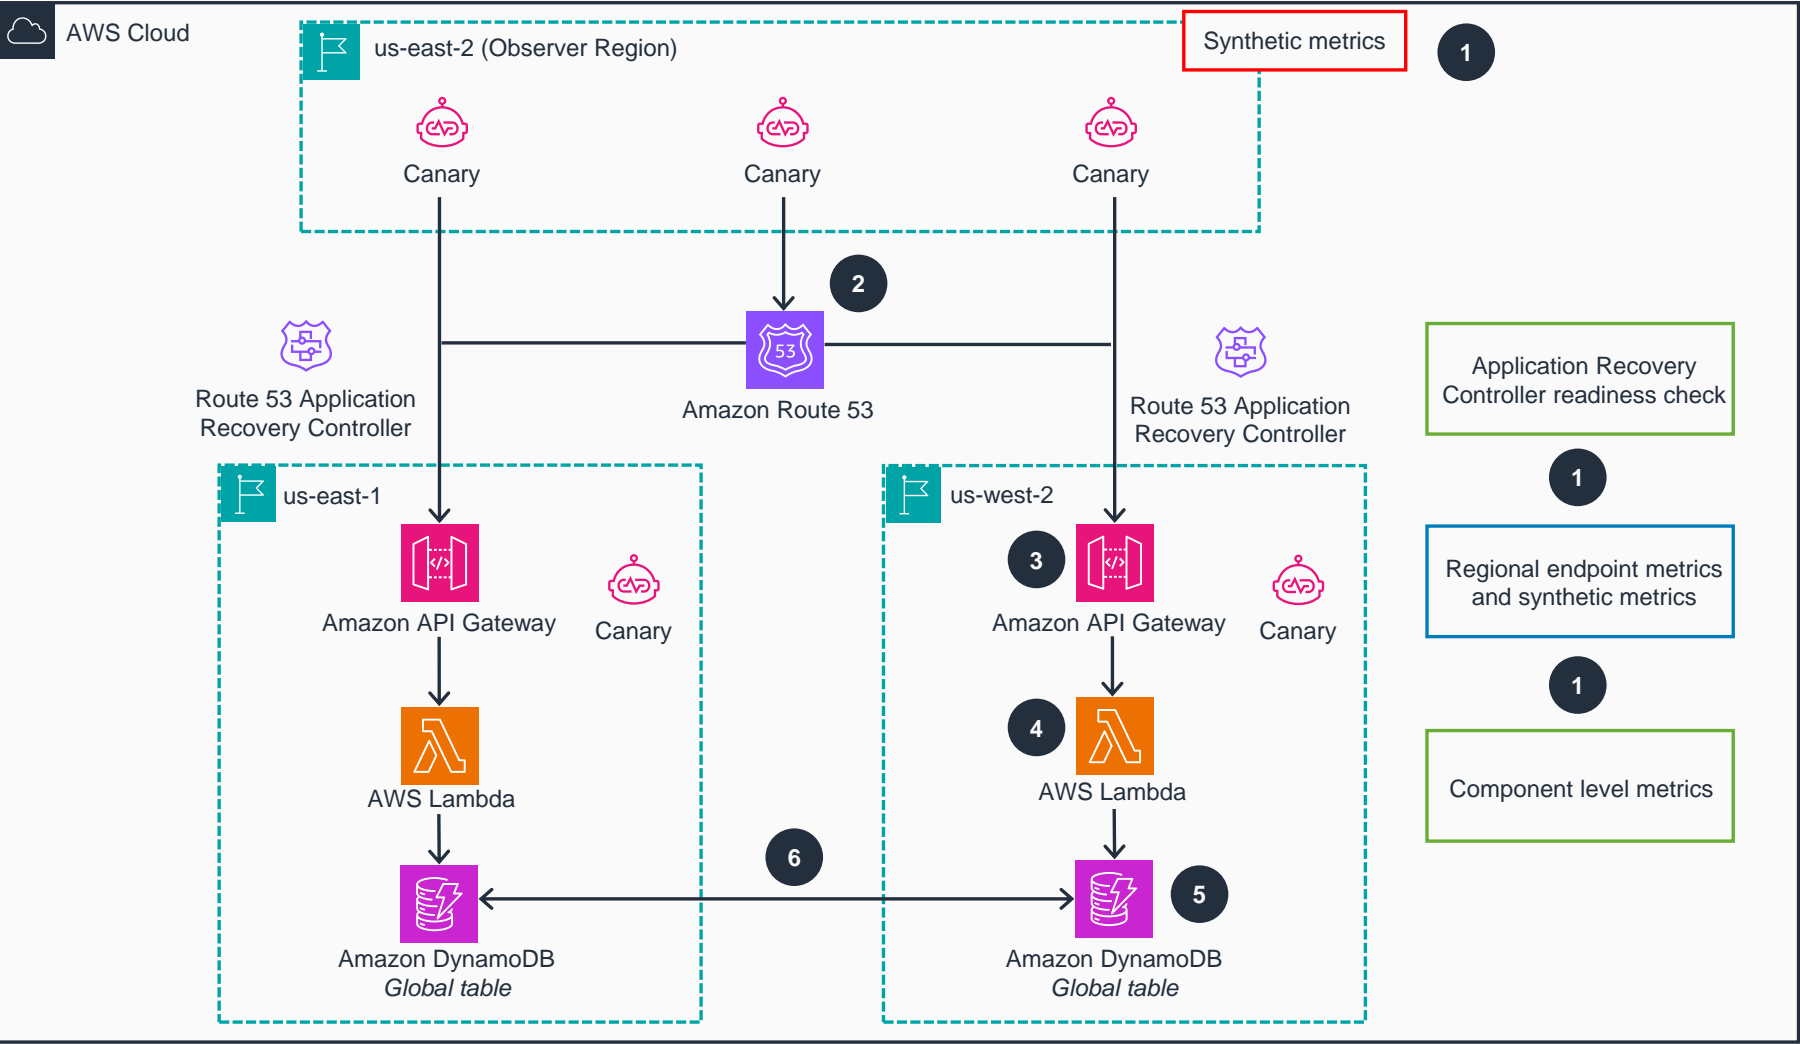 AWS Cloud
us-east-2 (Observer Region)
Synthetic metrics
1
Canary
Canary
Canary
2
53
Amazon Route 53
Route 53 Application
Recovery Controller
Route 53 Application
Recovery Controller
Application Recovery
Controller readiness check
1
us-east-1
us-west-2
Amazon API Gateway
Canary
3
Amazon API Gateway
Canary
Regional endpoint metrics
and synthetic metrics
1
AWS Lambda
4
AWS Lambda
Component level metrics
6
5
Amazon DynamoDB
Global table
Amazon DynamoDB
Global table